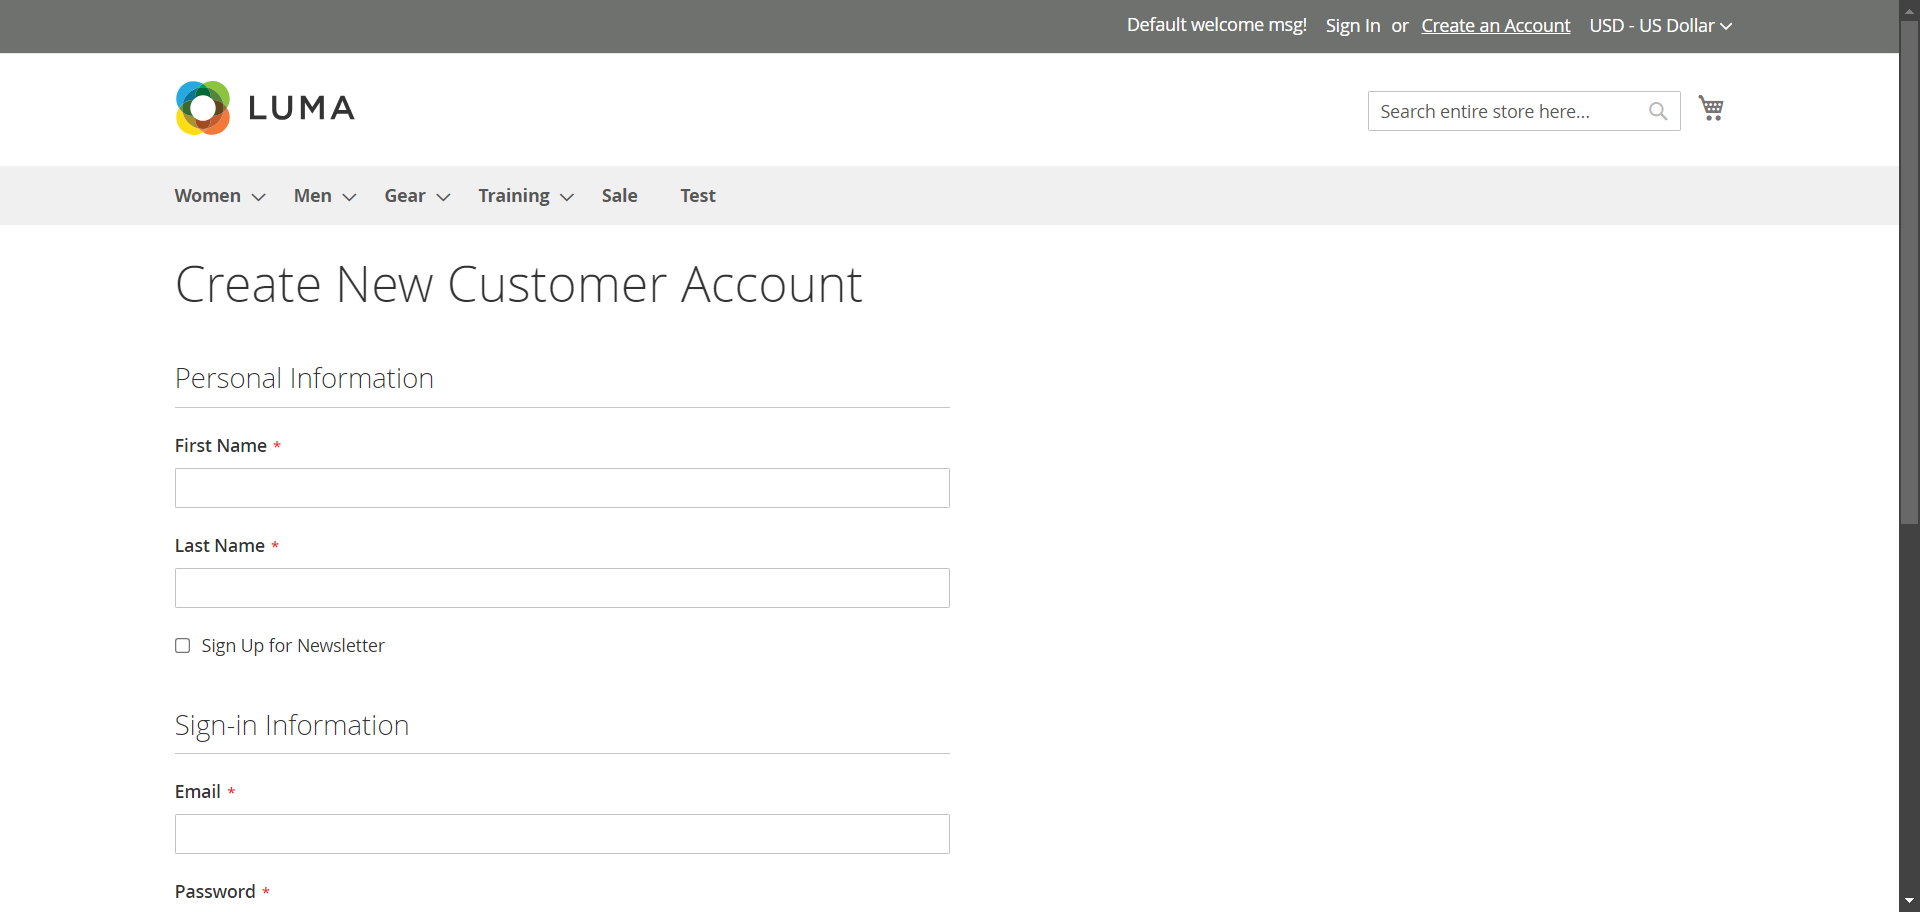 Default welcome msg! Sign In or Create an Account USD - US Dollar
LUMA
Search entire store here...
Women Men Gear Training Sale Test
Create New Customer Account
Personal Information
First Name *
Last Name *
Sign Up for Newsletter
Sign-in Information
Email *
Password *